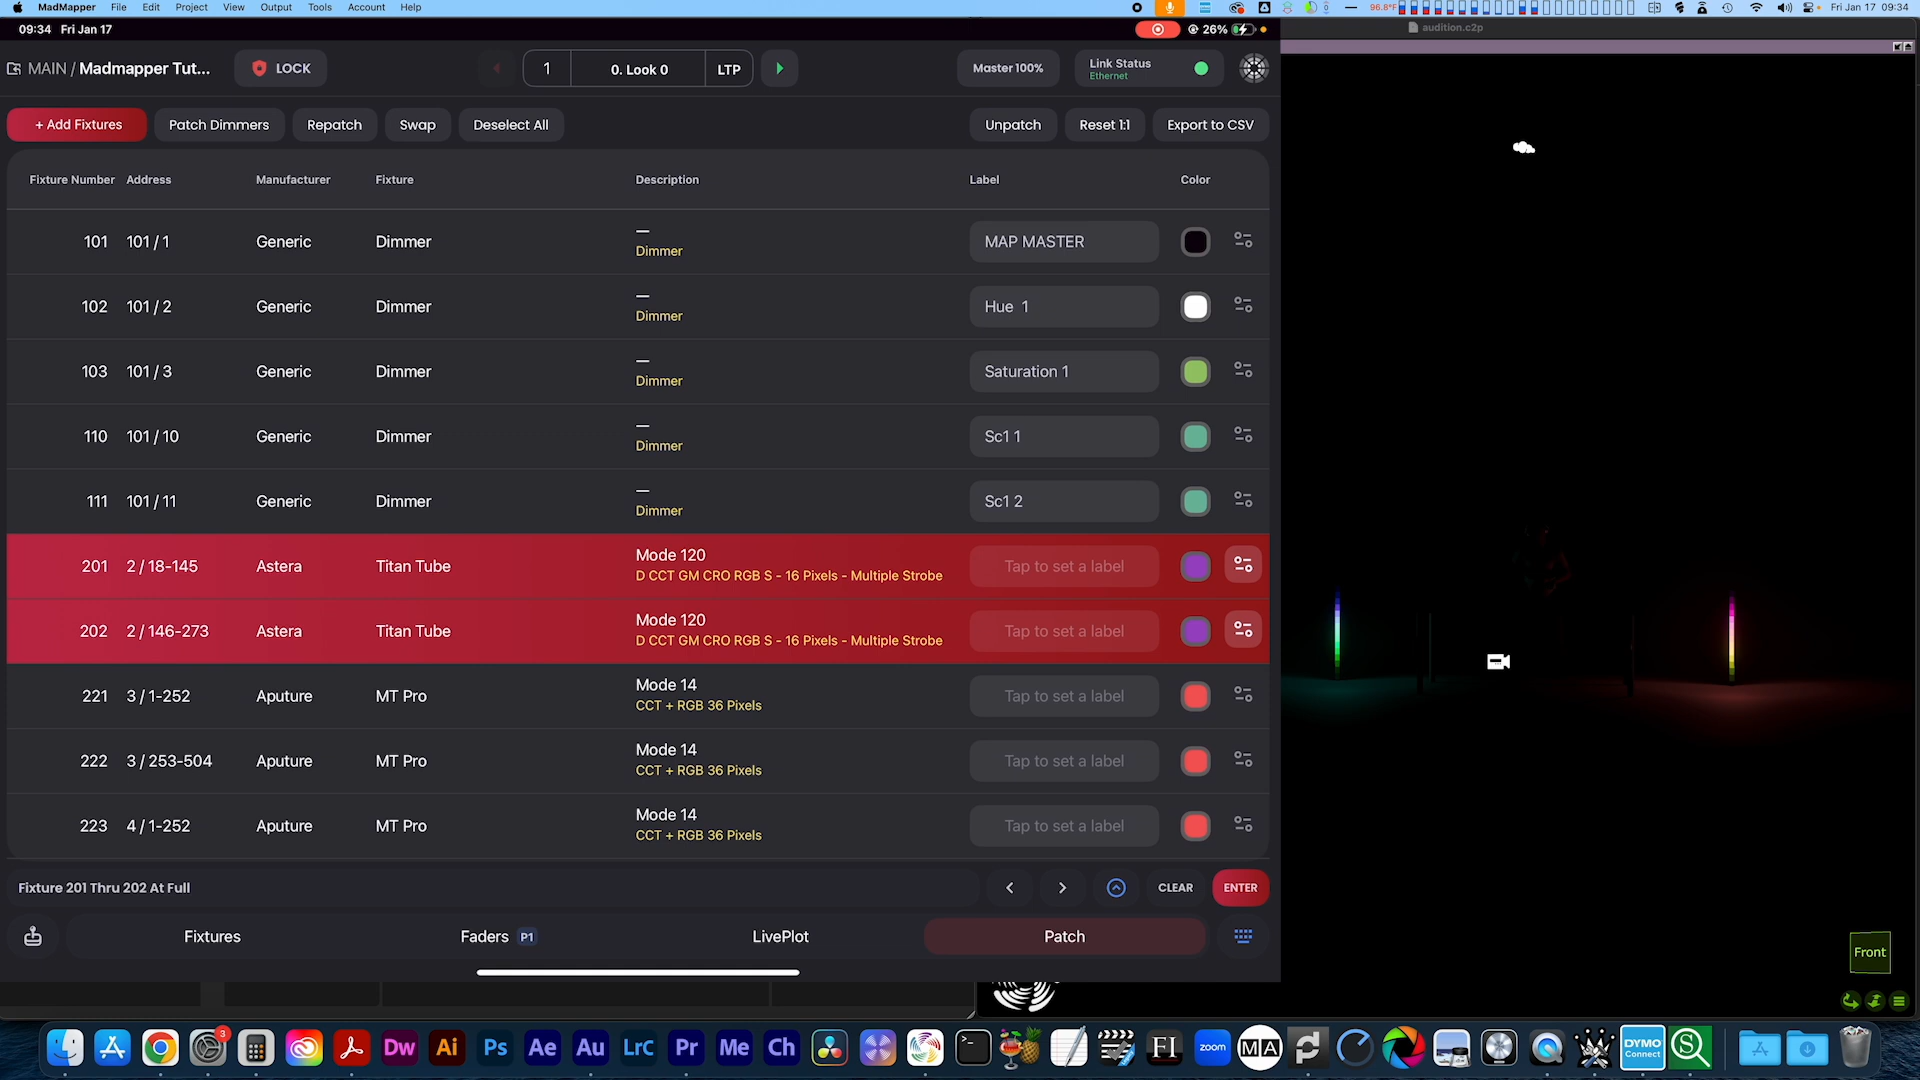 MadMapper File Edit Project View Output Tools Account Help
96.8°F
Fri Jan 17 09:34
09:34 Fri Jan 17
26%
audition.c2p
MAIN / Madmapper Tut...
LOCK
1
0. Look 0
LTP
Master 100%
Link Status
Ethernet
+ Add Fixtures
Patch Dimmers
Repatch
Swap
Deselect All
Unpatch
Reset 1:1
Export to CSV
Fixture Number Address Manufacturer Fixture Description Label Color
101 101 / 1 Generic Dimmer — MAP MASTER
Dimmer
102 101 / 2 Generic Dimmer — Hue 1
Dimmer
103 101 / 3 Generic Dimmer — Saturation 1
Dimmer
110 101 / 10 Generic Dimmer — Sc1 1
Dimmer
111 101 / 11 Generic Dimmer — Sc1 2
Dimmer
201 2 / 18-145 Astera Titan Tube Mode 120 Tap to set a label
D CCT GM CRO RGB S - 16 Pixels - Multiple Strobe
202 2 / 146-273 Astera Titan Tube Mode 120 Tap to set a label
D CCT GM CRO RGB S - 16 Pixels - Multiple Strobe
221 3 / 1-252 Aputure MT Pro Mode 14 Tap to set a label
CCT + RGB 36 Pixels
222 3 / 253-504 Aputure MT Pro Mode 14 Tap to set a label
CCT + RGB 36 Pixels
223 4 / 1-252 Aputure MT Pro Mode 14 Tap to set a label
CCT + RGB 36 Pixels
Fixture 201 Thru 202 At Full
CLEAR
ENTER
Fixtures
Faders P1
LivePlot
Patch
Front
3
Dw
Ai
Ps
Ae
Au
LrC
Pr
Me
Ch
FI
zoom
MA
DYMO
Connect
S